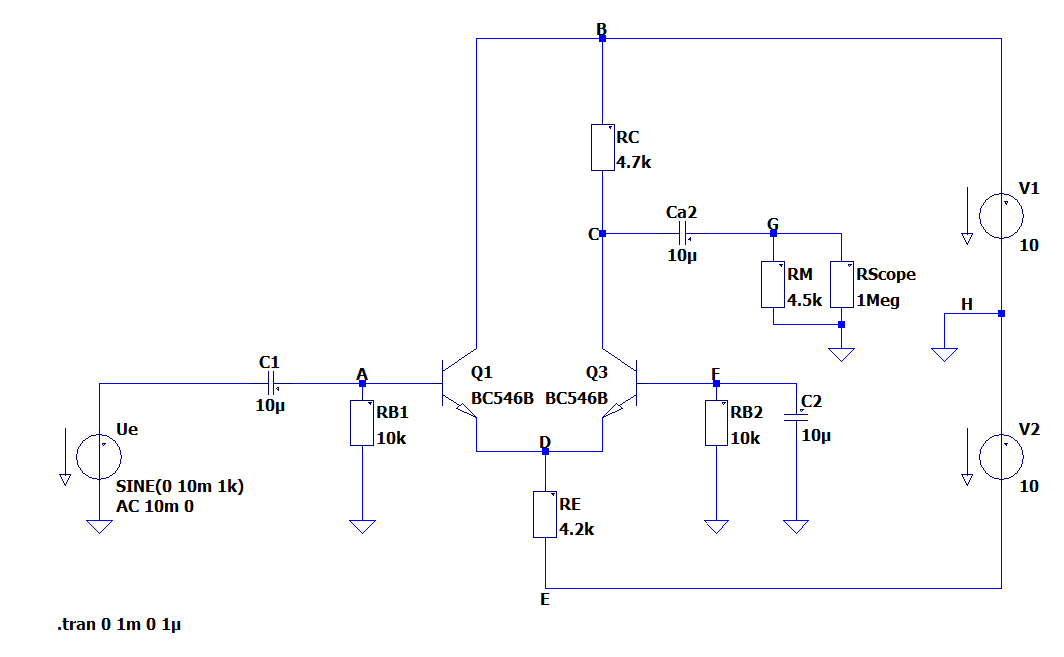 B
RC
4.7k
V1
10
Ca2
10µ
C
G
RM
4.5k
RScope
1Meg
H
C1
10µ
A
Q1
BC546B
Q3
BC546B
F
RB1
10k
RB2
10k
C2
10µ
Ue
SINE(0 10m 1k)
AC 10m 0
V2
10
D
RE
4.2k
E
.tran 0 1m 0 1µ